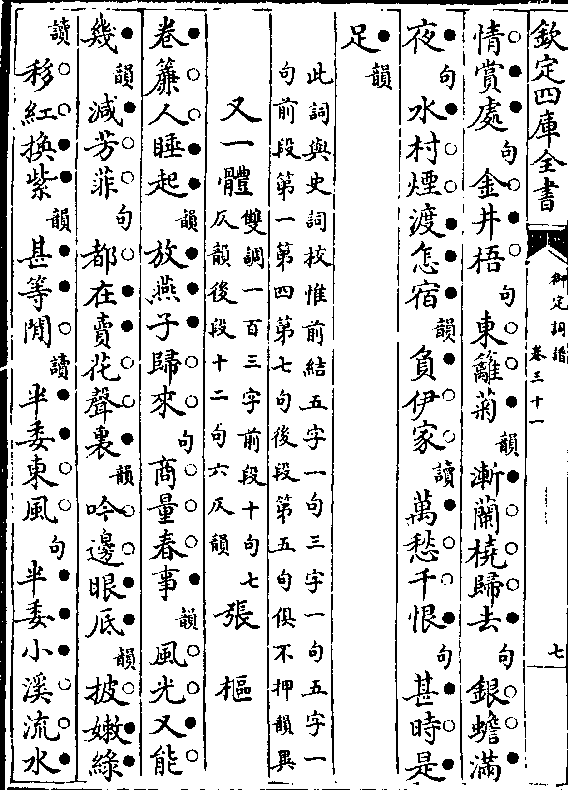 欽定四庫全書
御定詞譜
卷三十一
七
情賞處句金井梧句東籬菊韻漸蘭橈歸去句銀蟾滿
夜句水村煙渡怎宿韻負伊家讀萬愁千恨句甚時是
足韻
此詞與史詞校惟前結五字一句三字一句五字一
句前段第一第四第七句後段第五句俱不押韻異
又一體 雙調一百三字前段十句七
仄韻後段十二句六仄韻 張樞
卷簾人睡起韻放燕子歸來句商量春事韻風光又能
幾韻減芳菲句都在賣花聲裏韻吟邊眼底韻披嫩綠
讀移紅換紫韻甚等閒讀半委東風句半委小溪流水